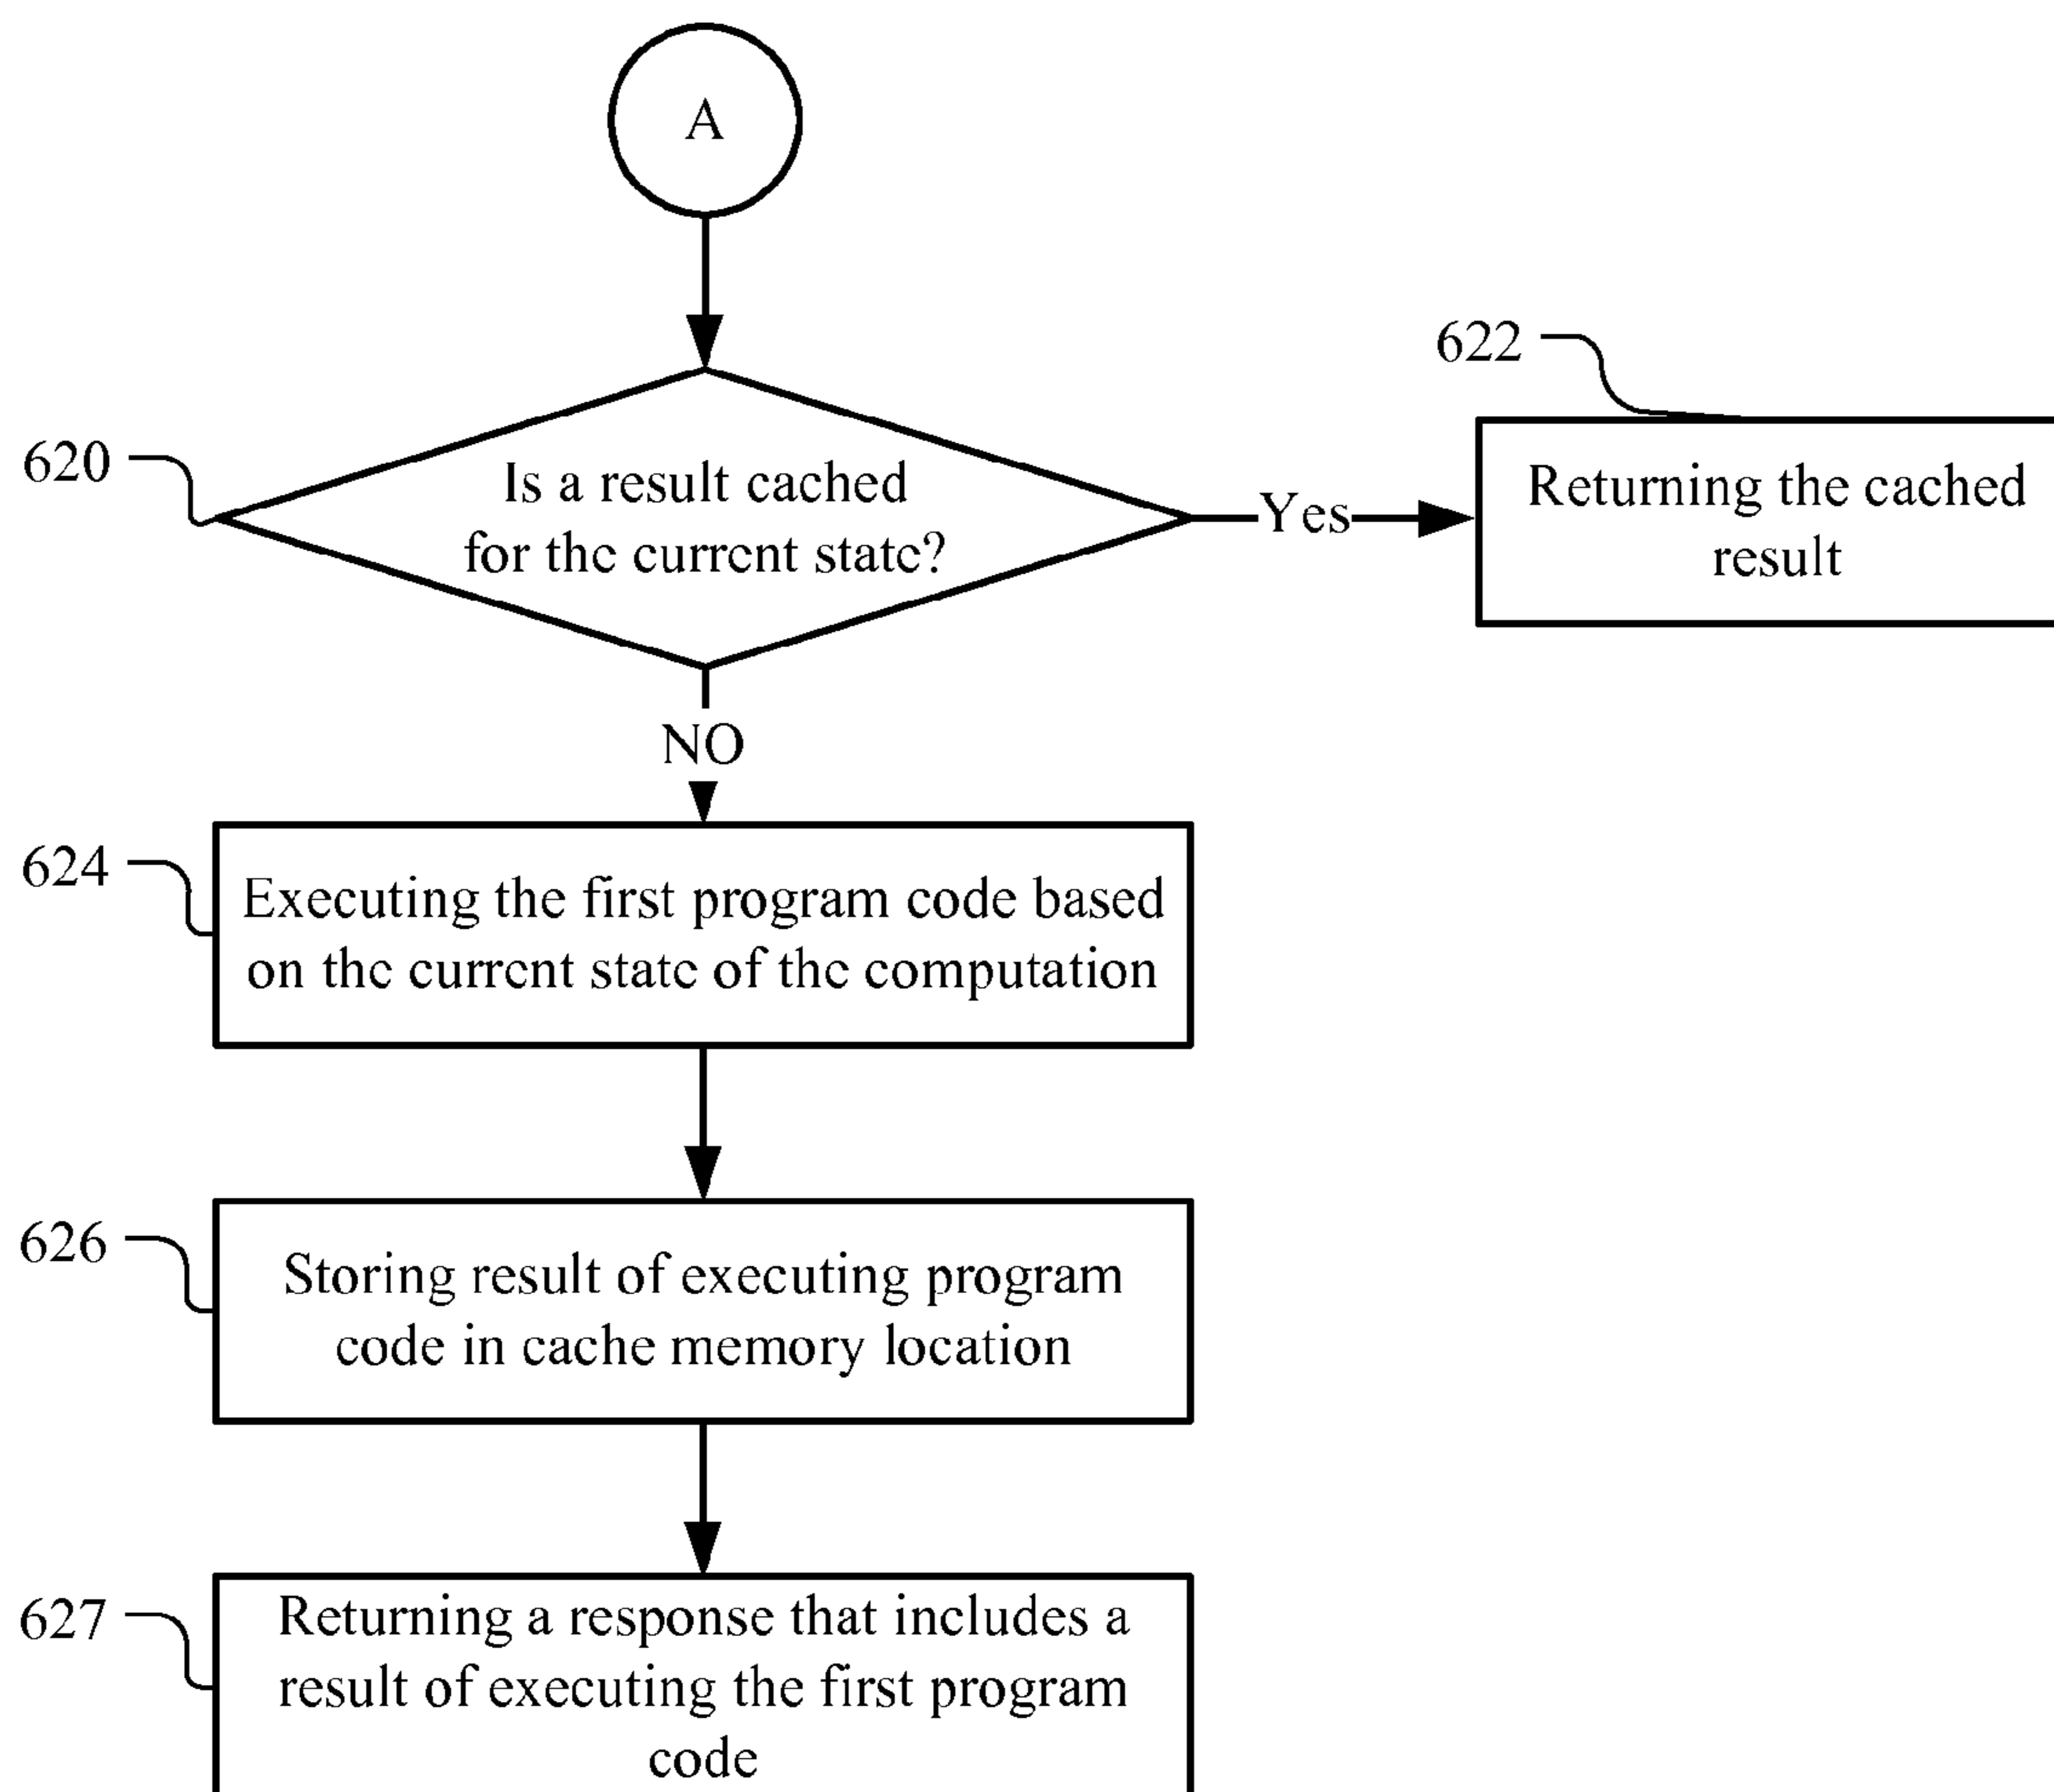 A
622
620
Is a result cached
for the current state?
Yes
Returning the cached
result
NO
624
Executing the first program code based
on the current state of the computation
626
Storing result of executing program
code in cache memory location
627
Returning a response that includes a
result of executing the first program
code